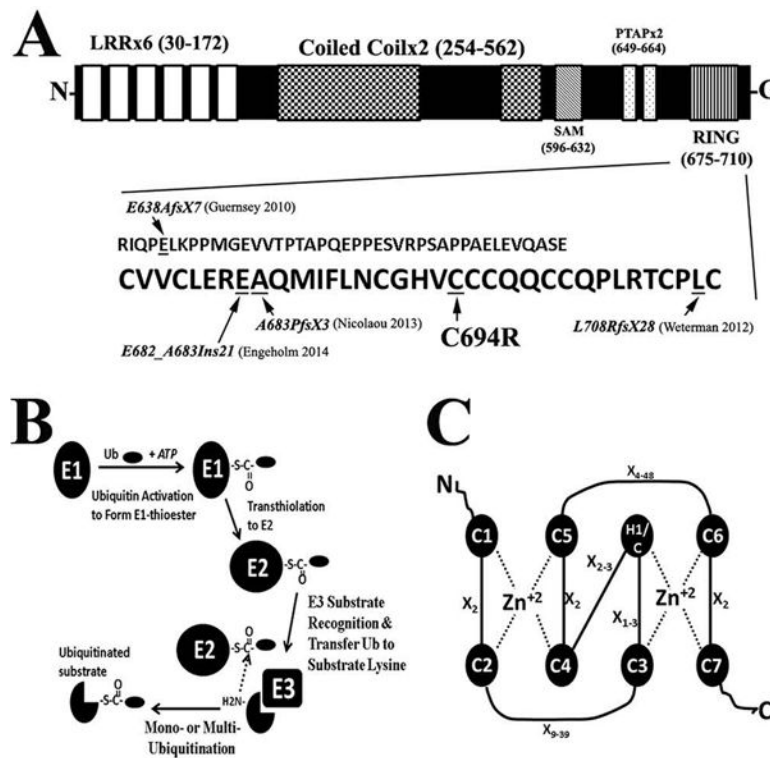 A
LRRx6 (30-172)
Coiled Coilx2 (254-562)
PTAPx2
(649-664)
N
C
SAM
(596-632)
RING
(675-710)
E638AfsX7 (Guernsey 2010)
RIQPELKPPMGEVVTPTAPQEPPESVRPSAPPAELEVQASE
CVVCLEREAQMIFLNCGHVCCCQQCCQPLRTCPLC
A683PfsX3 (Nicolaou 2013)
C694R
L708RfsX28 (Weterman 2012)
E682_A683Ins21 (Engeholm 2014
B
E1
Ub + ATP
Ubiquitin Activation
to Form E1-thioester
E1 -S-C-
O
Transthiolation
to E2
E2 -S-C-
O
E3 Substrate
Recognition &
Transfer Ub to
Substrate Lysine
E2 -S-C-
O
H2N-
E3
Mono- or Multi-
Ubiquitination
Ubiquitinated
substrate
-S-C-
O
C
N
X4-48
C1
C5
H1/
C
C6
X2
Zn+2
X2
X2-3
X1-3
Zn+2
X2
C2
C4
C3
C7
X9-39
C